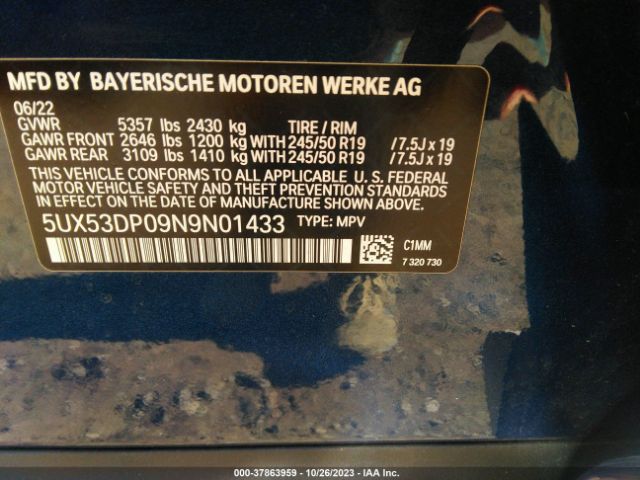 MFD BY BAYERISCHE MOTOREN WERKE AG
06/22
GVWR 5357 lbs 2430 kg TIRE / RIM
GAWR FRONT 2646 lbs 1200 kg WITH 245/50 R19 / 7.5J x 19
GAWR REAR 3109 lbs 1410 kg WITH 245/50 R19 / 7.5J x 19
THIS VEHICLE CONFORMS TO ALL APPLICABLE U. S. FEDERAL
MOTOR VEHICLE SAFETY AND THEFT PREVENTION STANDARDS
IN EFFECT ON THE DATE OF MANUFACTURE SHOWN ABOVE.
5UX53DP09N9N01433 TYPE: MPV
C1MM
7 320 730
000-37863959 - 10/26/2023 - IAA Inc.